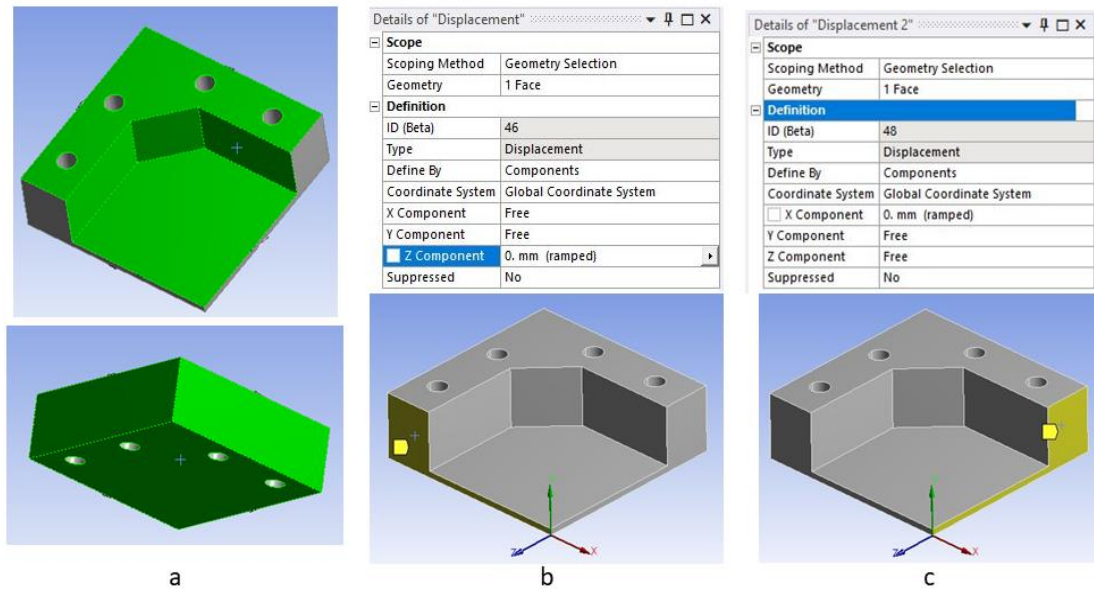 Details of "Displacement"
Scope
Scoping Method Geometry Selection
Geometry 1 Face
Definition
ID (Beta) 46
Type Displacement
Define By Components
Coordinate System Global Coordinate System
X Component Free
Y Component Free
Z Component 0. mm (ramped)
Suppressed No
Details of "Displacement 2"
Scope
Scoping Method Geometry Selection
Geometry 1 Face
Definition
ID (Beta) 48
Type Displacement
Define By Components
Coordinate System Global Coordinate System
X Component 0. mm (ramped)
Y Component Free
Z Component Free
Suppressed No
Z X
Z X
a b c